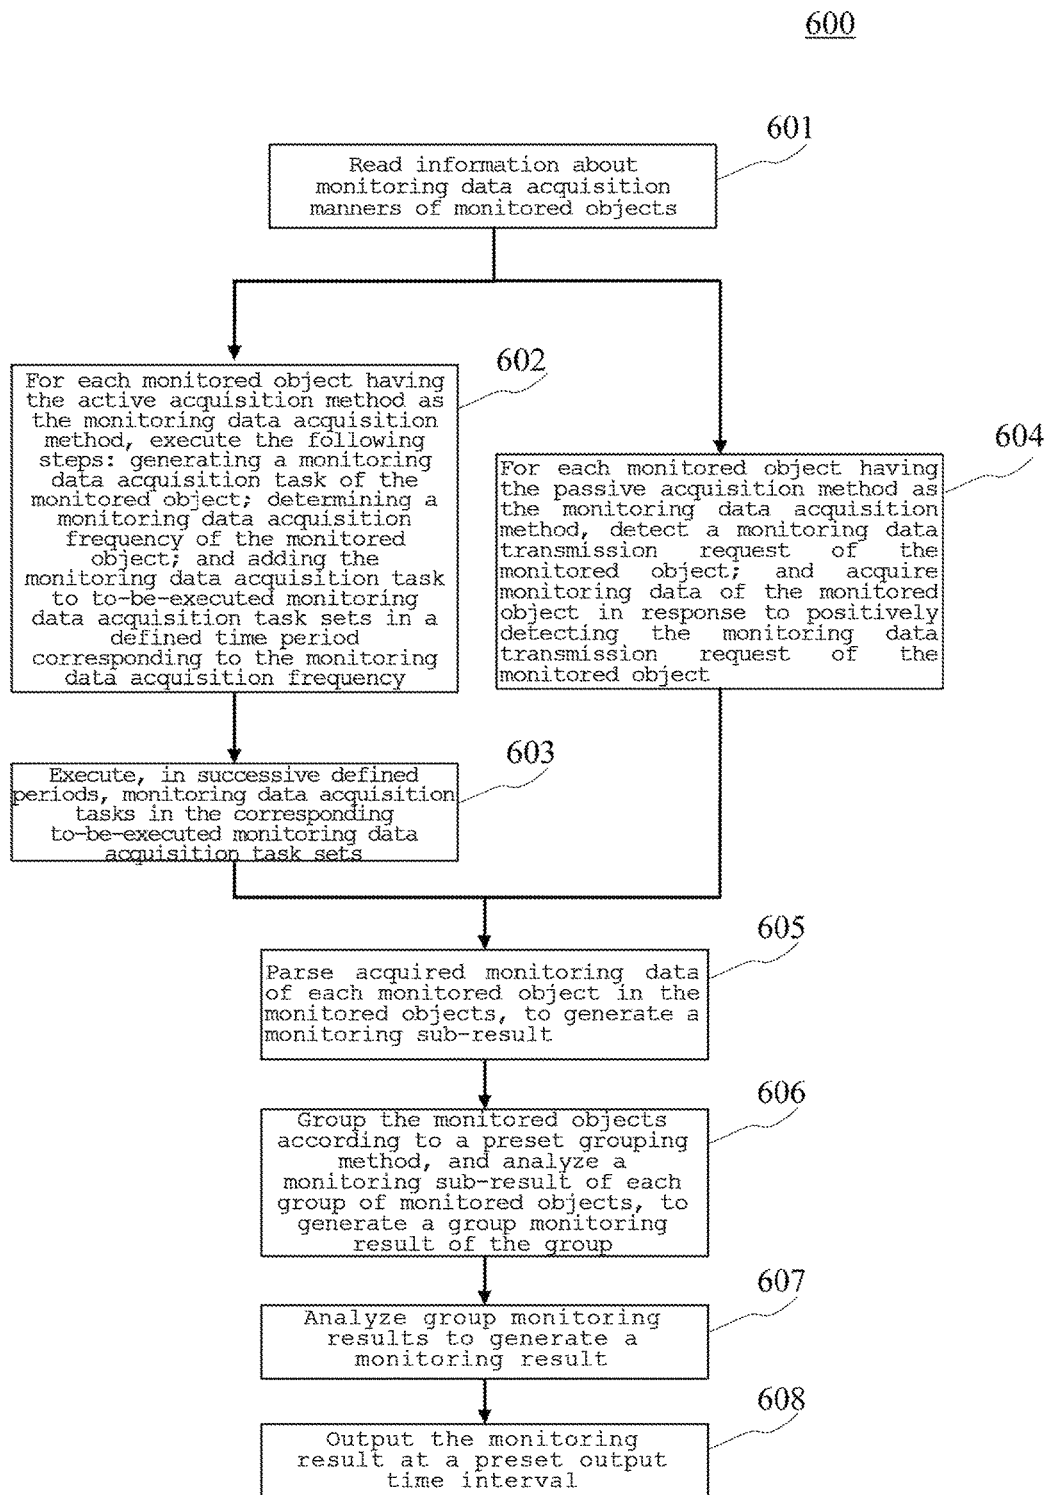 600
601
Read information about
monitoring data acquisition
manners of monitored objects
602
For each monitored object having
the active acquisition method as
the monitoring data acquisition
method, execute the following
steps: generating a monitoring
data acquisition task of the
monitored object; determining a
monitoring data acquisition
frequency of the monitored
object; and adding the
monitoring data acquisition task
to to-be-executed monitoring
data acquisition task sets in a
defined time period
corresponding to the monitoring
data acquisition frequency
604
For each monitored object having
the passive acquisition method as
the monitoring data acquisition
method, detect a monitoring data
transmission request of the
monitored object; and acquire
monitoring data of the monitored
object in response to positively
detecting the monitoring data
transmission request of the
monitored object
603
Execute, in successive defined
periods, monitoring data acquisition
tasks in the corresponding
to-be-executed monitoring data
acquisition task sets
605
Parse acquired monitoring data
of each monitored object in the
monitored objects, to generate a
monitoring sub-result
606
Group the monitored objects
according to a preset grouping
method, and analyze a
monitoring sub-result of each
group of monitored objects, to
generate a group monitoring
result of the group
607
Analyze group monitoring
results to generate a
monitoring result
608
Output the monitoring
result at a preset output
time interval